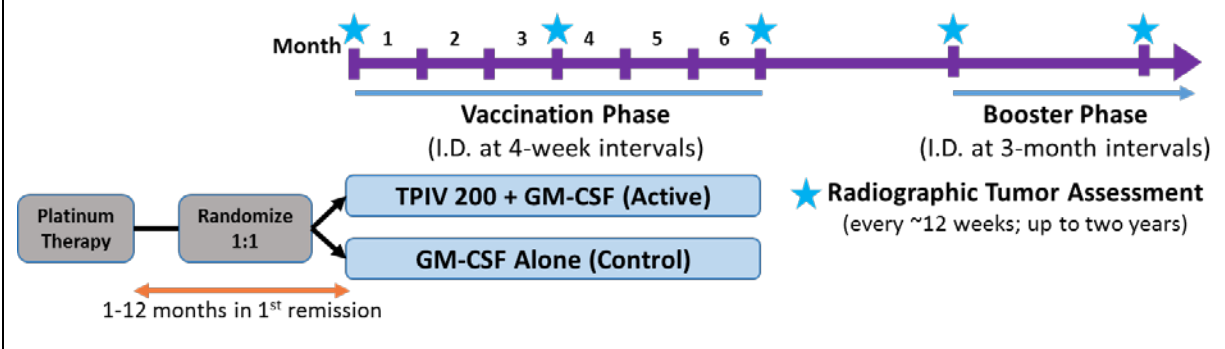 Month 1 2 3 4 5 6
Vaccination Phase
(I.D. at 4-week intervals)
Booster Phase
(I.D. at 3-month intervals)
Platinum
Therapy
Randomize
1:1
TPIV 200 + GM-CSF (Active)
GM-CSF Alone (Control)
Radiographic Tumor Assessment
(every ~12 weeks; up to two years)
1-12 months in 1st remission